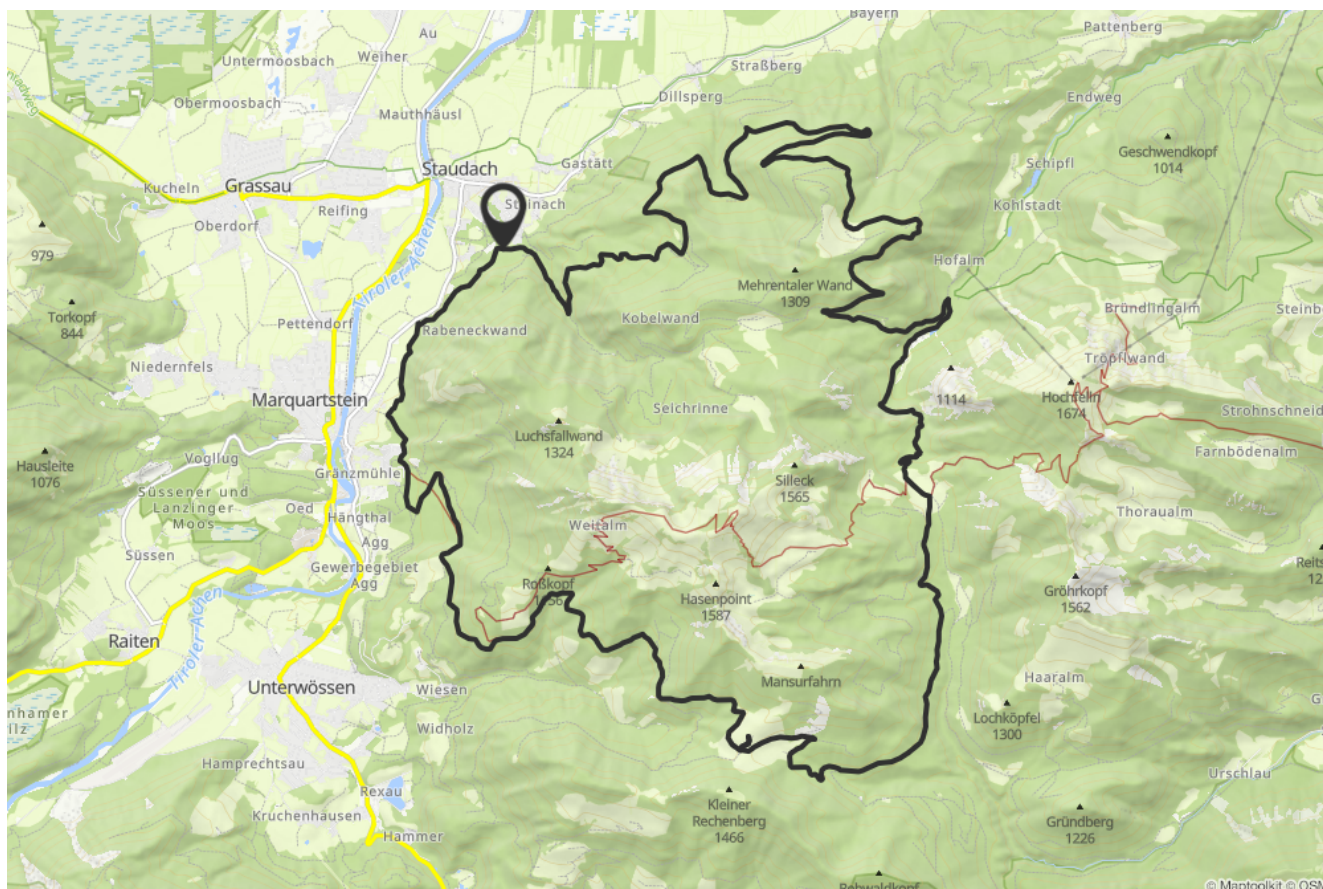 Bayern
Pattenberg
Au
Weiher
Untermoosbach
Straßberg
Obermoosbach
Dillsperg
Endweg
Mauthhäusl
Geschwendkopf
1014
Staudach
Gastätt
Schipfl
Kucheln
Grassau
Reifing
Kohlstadt
Oberdorf
979
Hofalm
Tiroler Achen
Mehrentaler Wand
1309
Torkopf
844
Bründlingalm
Pettendorf
Kobelwand
Rabeneckwand
Tröpflwand
Niedernfels
Marquartstein
1114
Hochfelln
1674
Seichrinne
Strohnschneid
Luchsfallwand
1324
Vogllug
Farnbödenalm
Hausleite
1076
Gränzmühle
Silleck
1565
Süssener und
Lanzinger
Moos
Oed
Hängthal
Weitalm
Thoraualm
Agg
Süssen
Gewerbegebiet
Agg
Roßkopf
Hasenpoint
1587
Gröhrkopf
1562
Raiten
Tiroler Achen
Mansurfahrn
Haaralm
Unterwössen
Wiesen
Lochköpfel
1300
Widholz
Hamprechtsau
Urschlau
Rexau
Kruchenhausen
Kleiner
Rechenberg
1466
Gründberg
1226
Hammer
© Maptoolkit © OSM